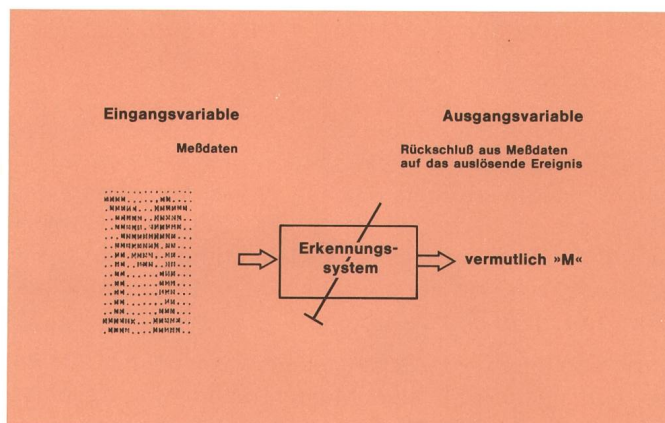 Eingangsvariable
Meßdaten
Ausgangsvariable
Rückschluß aus Meßdaten
auf das auslösende Ereignis
Erkennungs-
system
vermutlich »M«